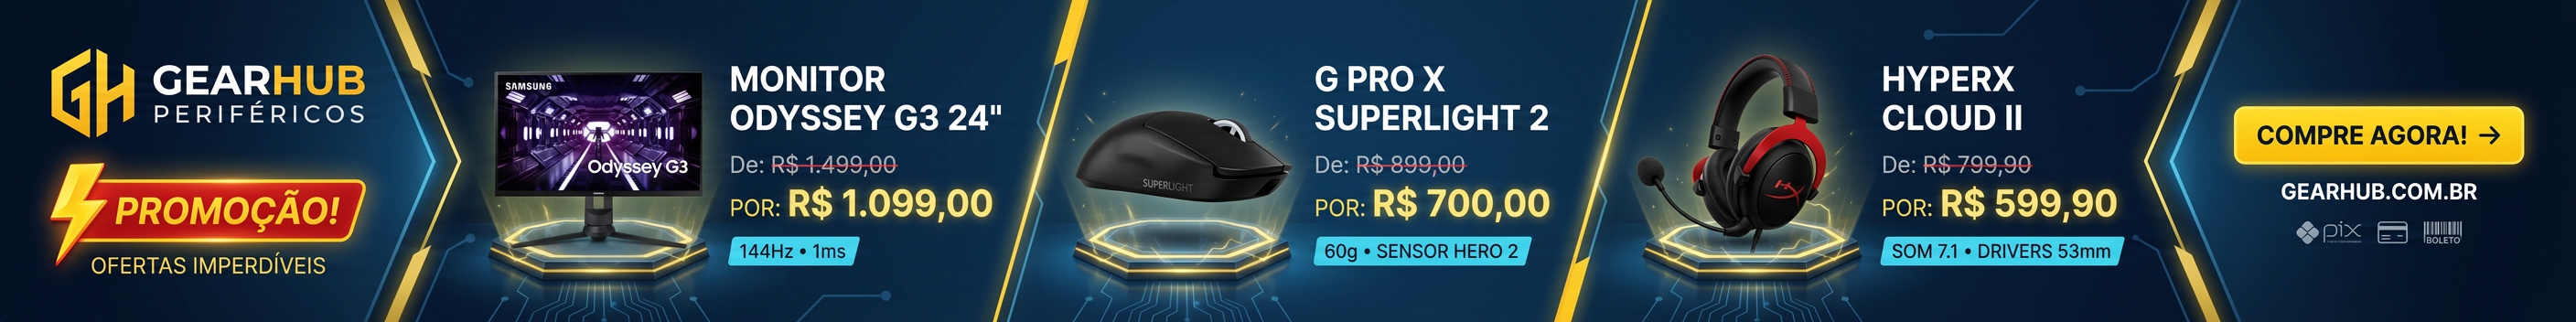 GH GEARHUB
PERIFÉRICOS
PROMOÇÃO!
OFERTAS IMPERDÍVEIS
SAMSUNG
Odyssey G3
MONITOR
ODYSSEY G3 24"
De: R$ 1.499,00
POR: R$ 1.099,00
144Hz • 1ms
SUPERLIGHT
G PRO X
SUPERLIGHT 2
De: R$ 899,00
POR: R$ 700,00
60g • SENSOR HERO 2
HX
HYPERX
CLOUD II
De: R$ 799,90
POR: R$ 599,90
SOM 7.1 • DRIVERS 53mm
COMPRE AGORA! →
GEARHUB.COM.BR
pix
BOLETO